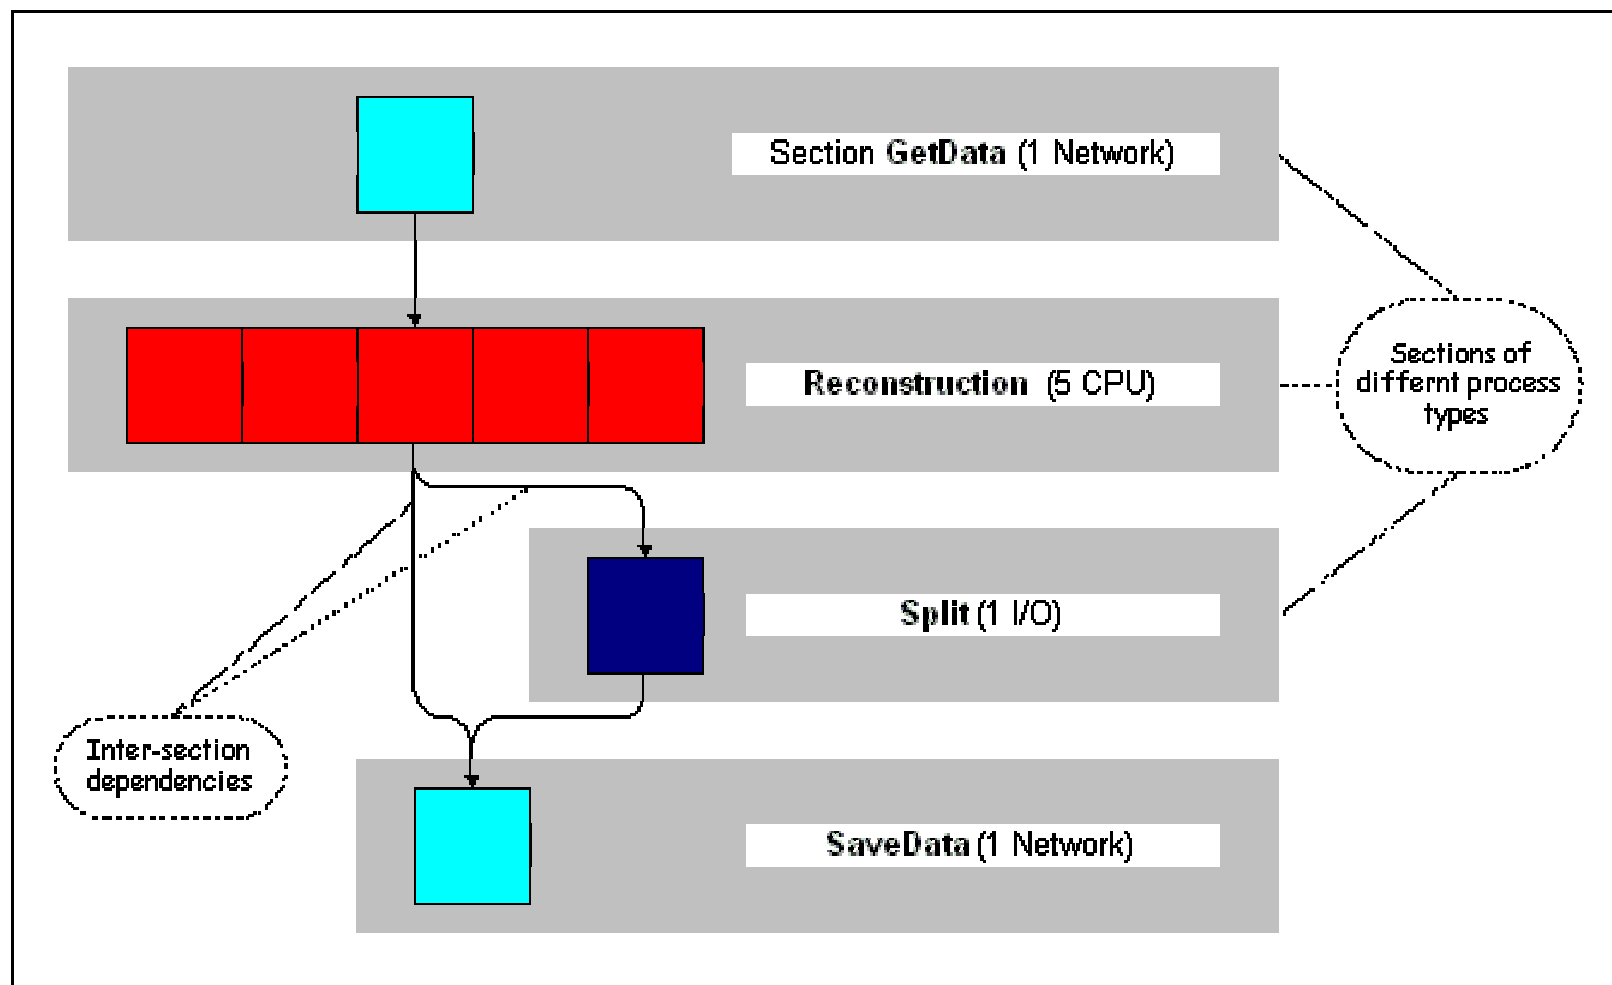 Section GetData (1 Network)
Reconstruction (5 CPU)
Sections of
differnt process
types
Split (1 I/O)
Inter-section
dependencies
SaveData (1 Network)